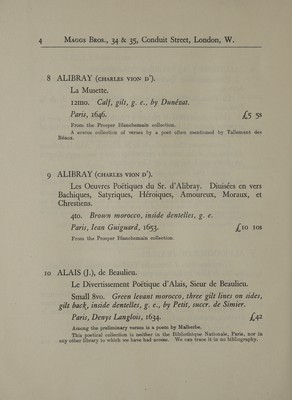 4 MAGGS BROS., 34 & 35, Conduit Street, London, W.
8 ALIBRAY (CHARLES VION D').
La Musette.
12mo. Calf, gilt, g. e., by Dunézat.
Paris, 1646. £5 5s
From the Prosper Blanchemain collection.
A scarce collection of verses by a poet often mentioned by Tallemant des
Réaux.
9 ALIBRAY (CHARLES VION D').
Les Oeuvres Poëtiques du Sr. d'Alibray. Diuisées en vers
Bachiques, Satyriques, Héroiques, Amoureux, Moraux, et
Chrestiens.
4to. Brown morocco, inside dentelles, g. e.
Paris, Iean Guignard, 1653. £10 10s
From the Prosper Blanchemain collection.
10 ALAIS (J.), de Beaulieu.
Le Divertissement Poëtique d'Alais, Sieur de Beaulieu.
Small 8vo. Green levant morocco, three gilt lines on sides,
gilt back, inside dentelles, g. e., by Petit, succr. de Simier.
Paris, Denys Langlois, 1634. £42
Among the preliminary verses is a poem by Malherbe.
This poetical collection is neither in the Bibliothèque Nationale, Paris, nor in
any other library to which we have had access. We can trace it in no bibliography.